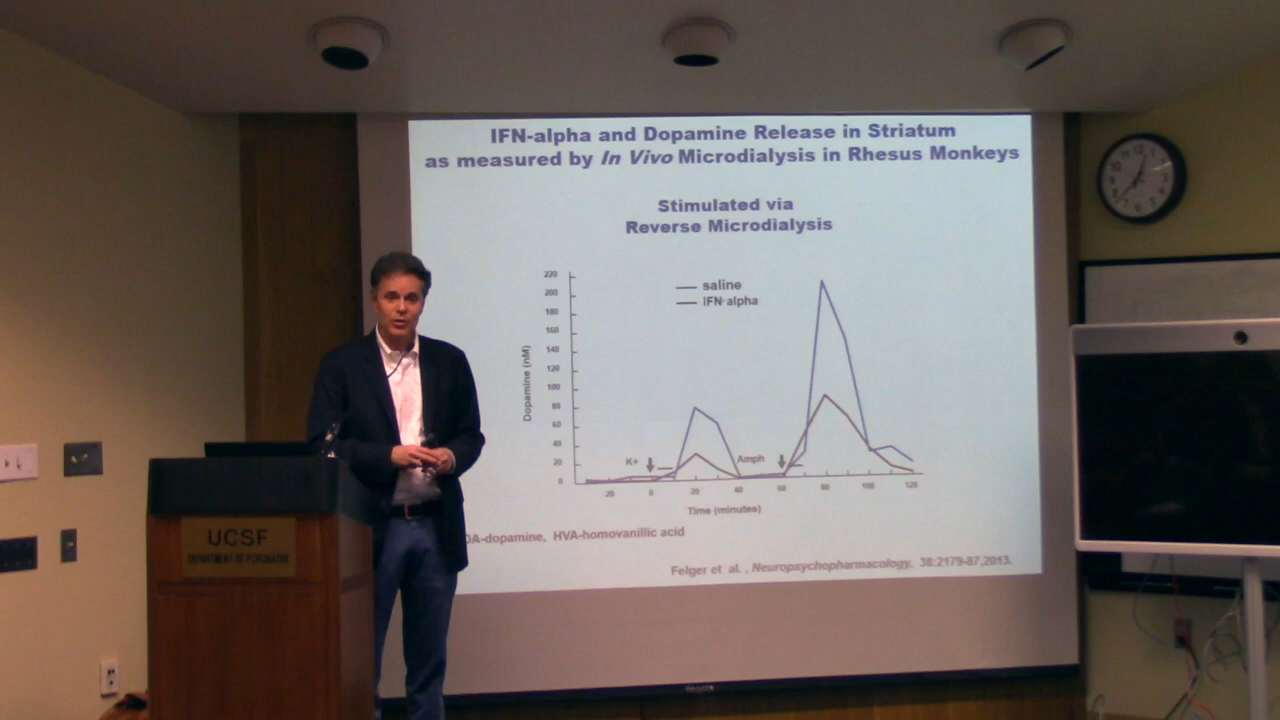 IFN-alpha and Dopamine Release in Striatum
as measured by In Vivo Microdialysis in Rhesus Monkeys
Stimulated via
Reverse Microdialysis
saline
IFN-alpha
Dopamine (nM)
220
200
180
160
140
120
100
80
60
40
20
0
K+
Amph
20 0 20 40 60 80 100 120
Time (minutes)
DA-dopamine, HVA-homovanillic acid
Felger et al., Neuropsychopharmacology, 38:2179-87,2013.
UCSF
DEPARTMENT OF PSYCHIATRY